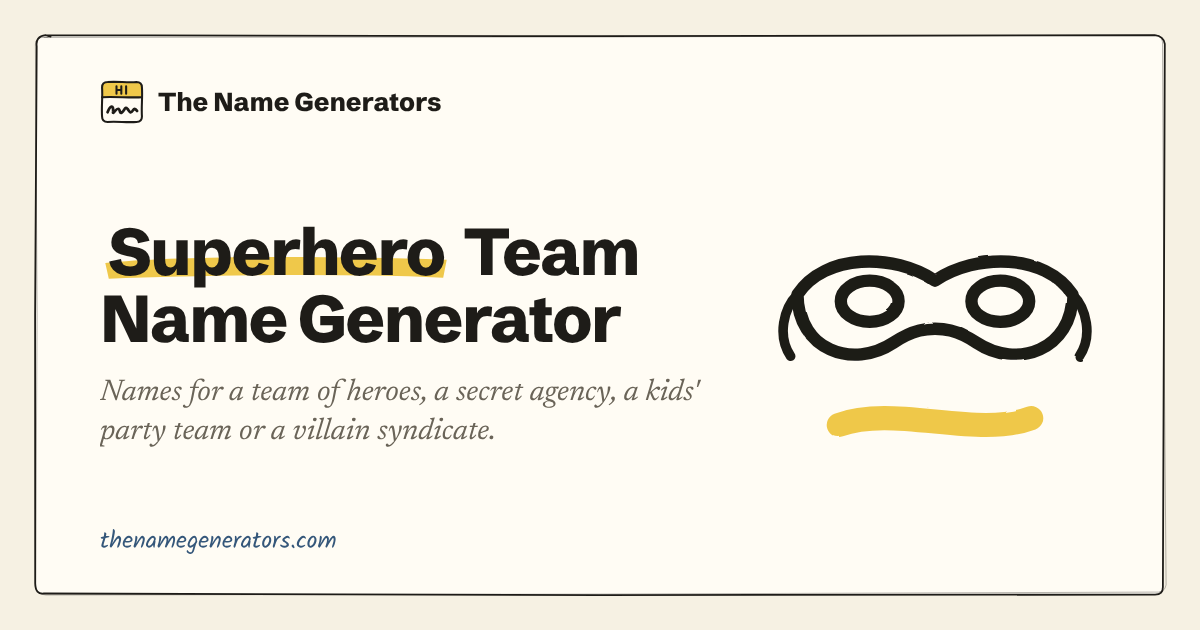 HI
The Name Generators
Superhero Team
Name Generator
Names for a team of heroes, a secret agency, a kids'
party team or a villain syndicate.
thenamegenerators.com